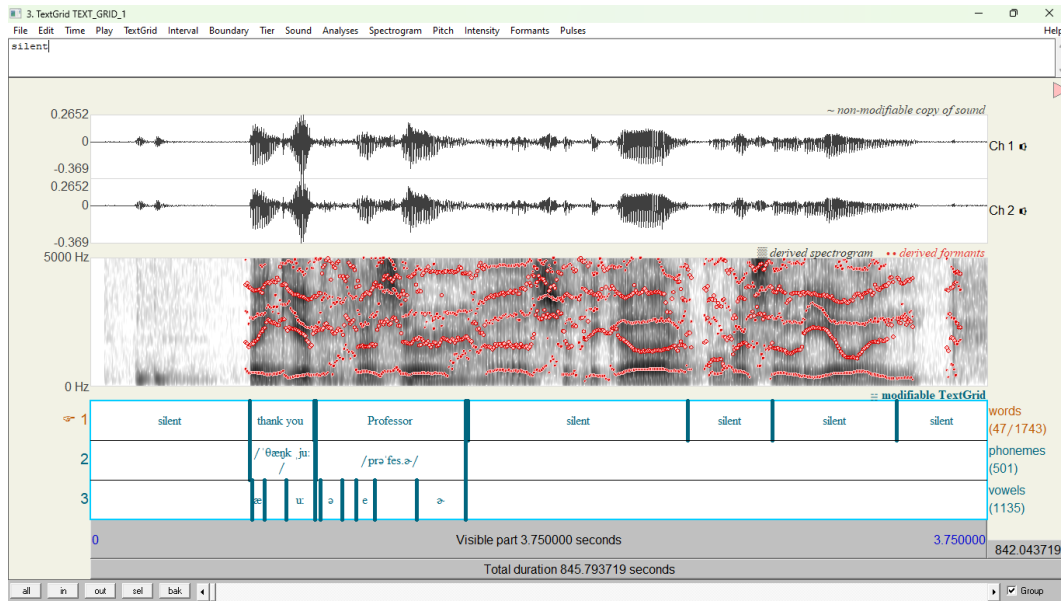 3. TextGrid TEXT_GRID_1
File Edit Time Play TextGrid Interval Boundary Tier Sound Analyses Spectrogram Pitch Intensity Formants Pulses Help
silent
~ non-modifiable copy of sound
0.2652
0
-0.369
Ch 1
0.2652
0
-0.369
Ch 2
5000 Hz
derived spectrogram derived formants
0 Hz
modifiable TextGrid
1 silent thank you Professor silent silent silent silent words
(47/1743)
2 /ˈθæŋk ˌjuː
/
/prəˈfes.ɚ/ phonemes
(501)
3 æ uː ə e ɚ vowels
(1135)
0 Visible part 3.750000 seconds 3.750000 842.043719
Total duration 845.793719 seconds
all in out sel bak Group